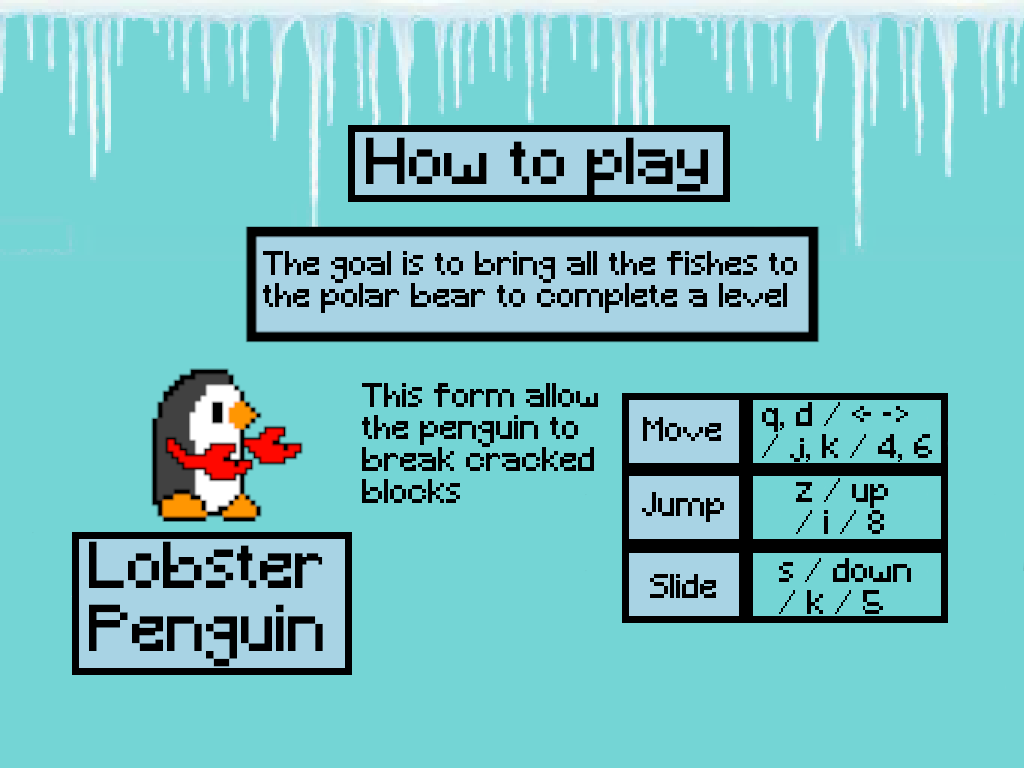 How to play
The goal is to bring all the fishes to
the polar bear to complete a level
This form allow
the penguin to
break cracked
blocks
Lobster
Penguin
Move
q, d / <- ->
/ j, k / 4, 6
Jump
z / up
/ i / 8
Slide
s / down
/ k / 5